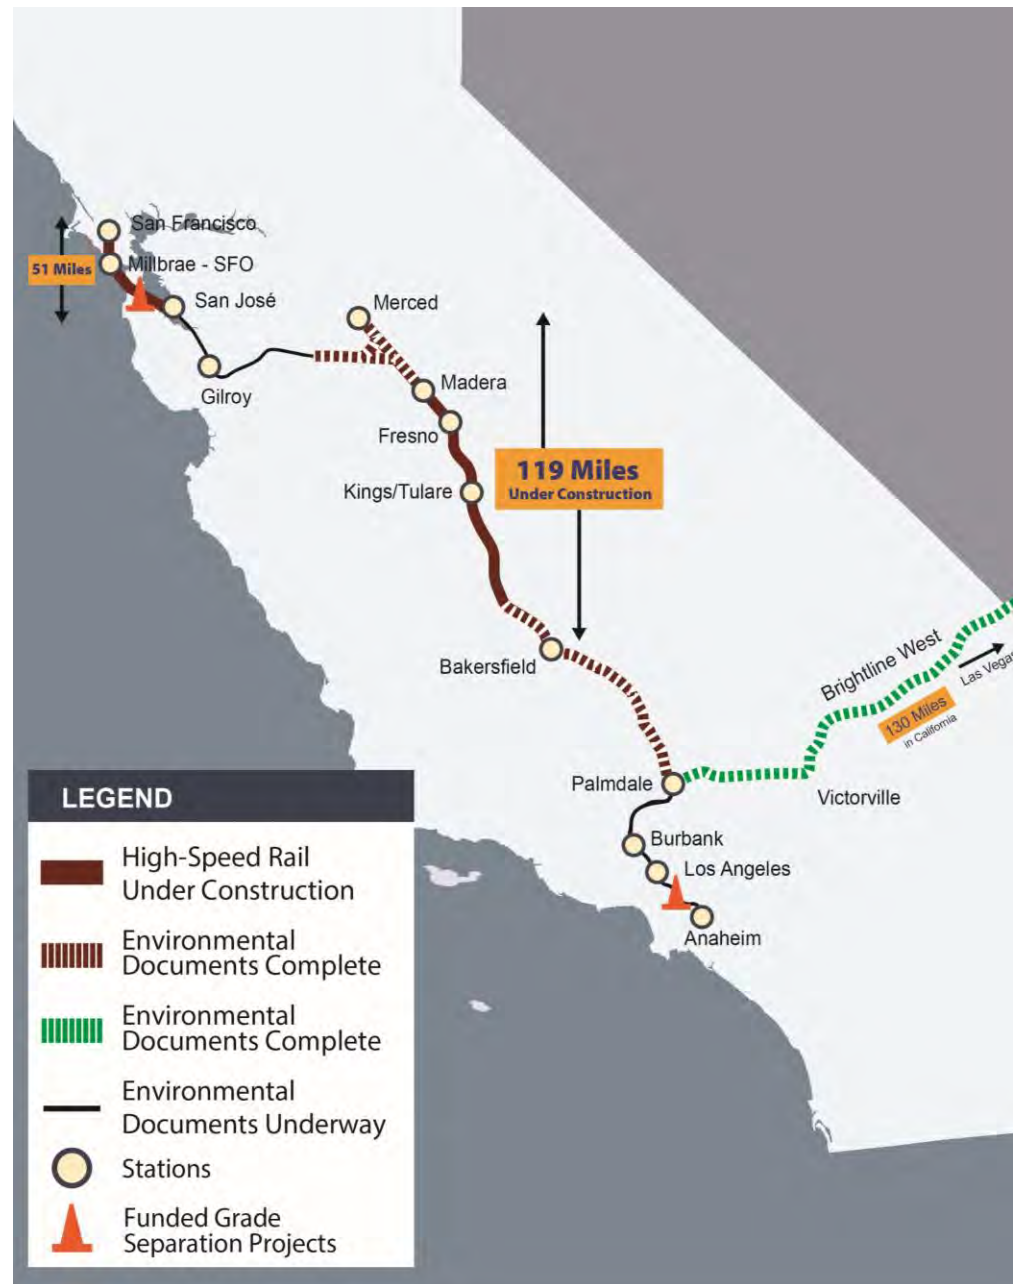 San Francisco
51 Miles
Millbrae - SFO
San José
Merced
Gilroy
Madera
Fresno
119 Miles
Under Construction
Kings/Tulare
Bakersfield
Brightline West
Las Vegas
130 Miles
in California
Palmdale
Victorville
Burbank
Los Angeles
Anaheim
LEGEND
High-Speed Rail
Under Construction
Environmental
Documents Complete
Environmental
Documents Complete
Environmental
Documents Underway
Stations
Funded Grade
Separation Projects